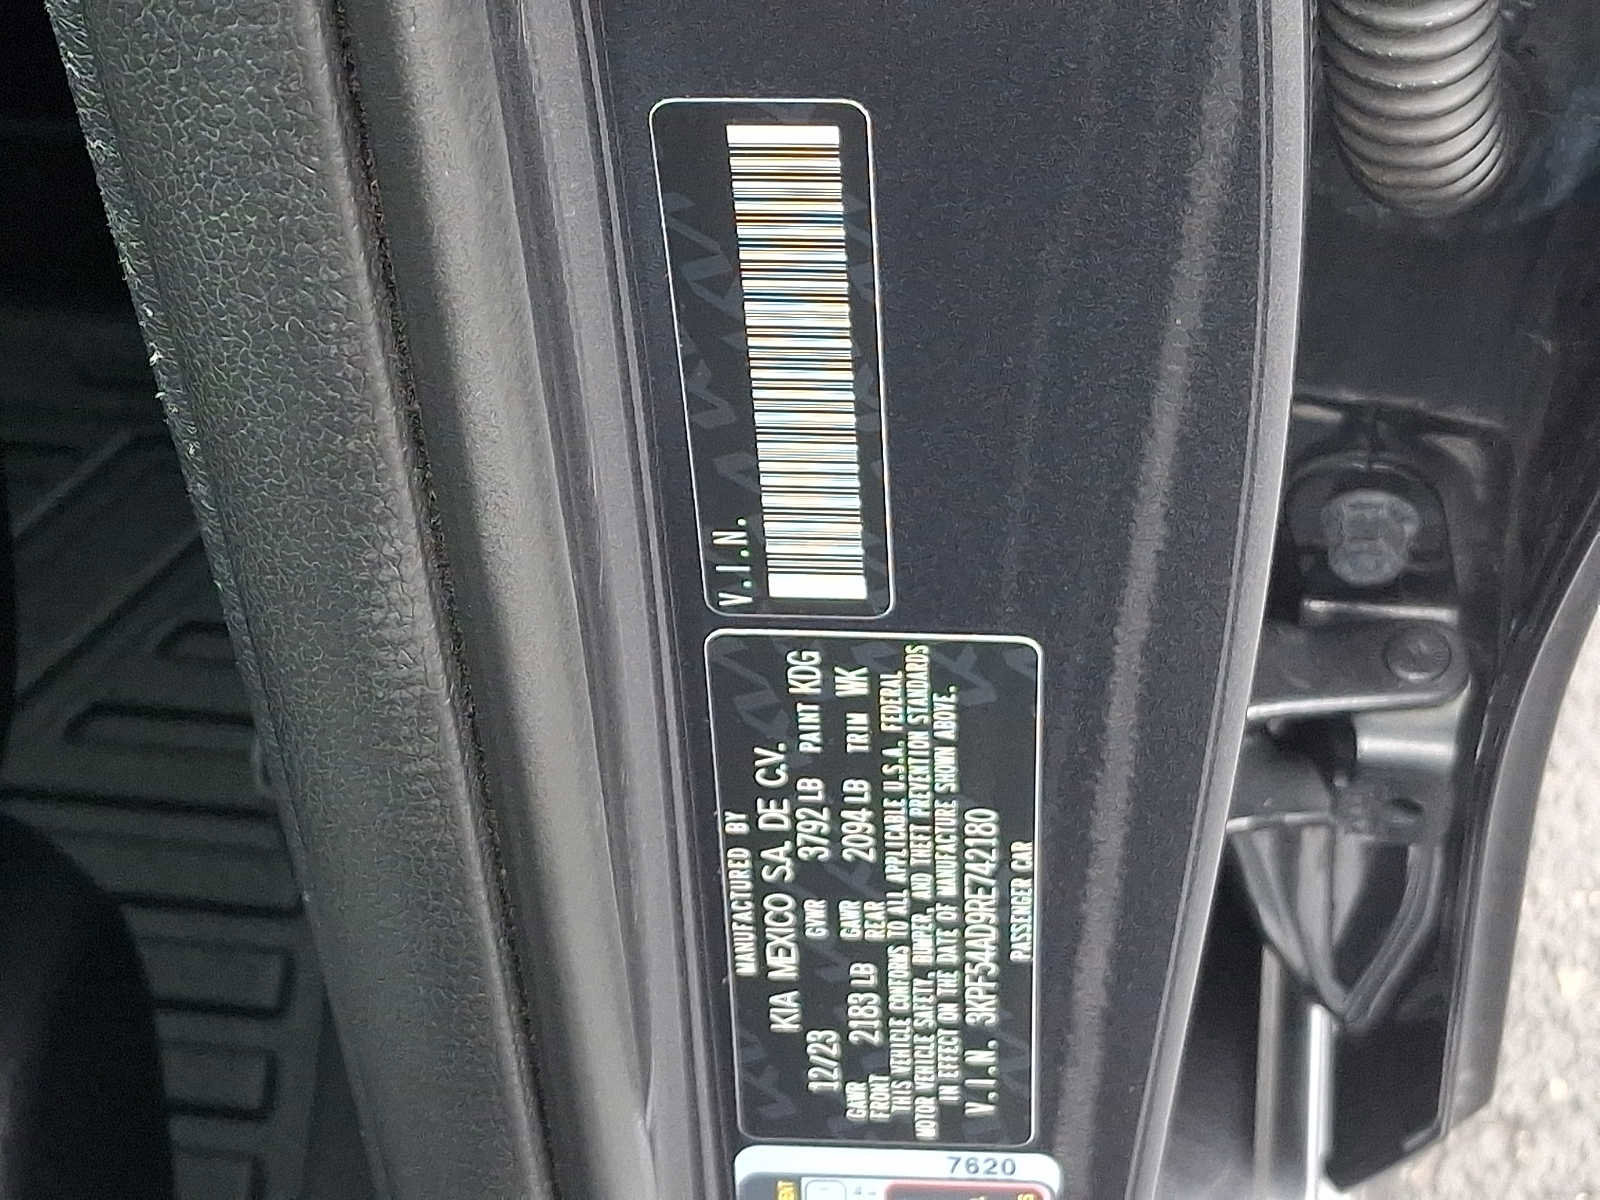 MANUFACTURED BY
KIA MEXICO S.A. DE C.V.
12/23 GVWR 3792 LB PAINT KDG
GAWR FRONT 2183 LB GAWR REAR 2094 LB TRIM WK
THIS VEHICLE CONFORMS TO ALL APPLICABLE U.S.A. FEDERAL
MOTOR VEHICLE SAFETY, BUMPER, AND THEFT PREVENTION STANDARDS
IN EFFECT ON THE DATE OF MANUFACTURE SHOWN ABOVE.
V.I.N. 3KPF54AD9RE742180
PASSENGER CAR
V.I.N.
7620